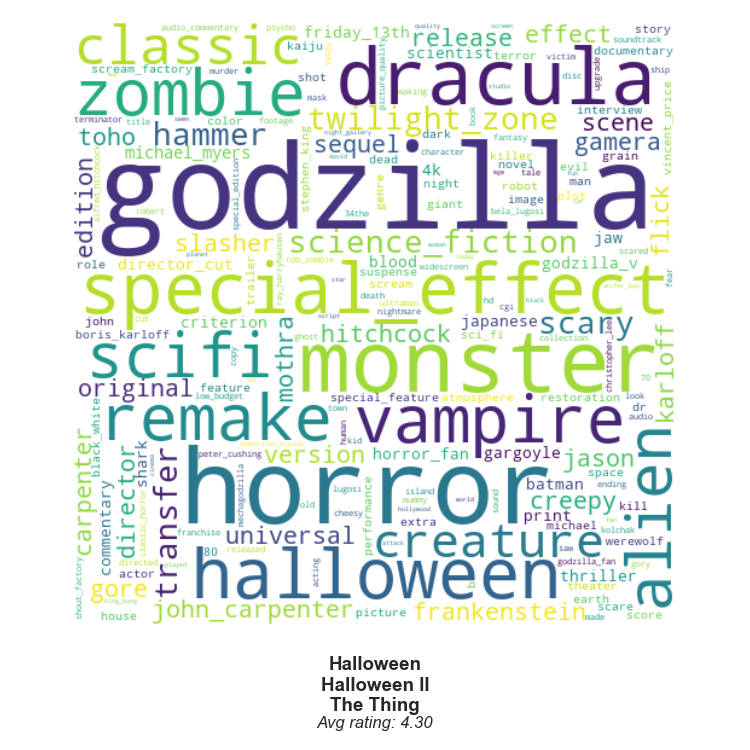 audio_commentary psycho friday_13th release effect story
classic kaiju scientist terror soundtrack documentary
scream_factory shot picture_quality dracula disc upgrade ship
zombie murder mask making victim
terminator title color footage twilight_zone studio book interview
toho hammer night_gallery sequel dark fantasy scene vincent_price
michael_myers david dead character killer novel evil fun gamera
alfred_hitchcock special_edition stephen_king genre 4k night robot mgm tale man grain
edition godzilla
robert 34the giant bela_lugosi image plot flick
slasher science_fiction woman today jaw scared
role director_cut planet rob_zombie blood suspense widescreen godzilla_v fear
trailer ray_harryhausen scream
special_effect anchor_bay
star death ultraman hd cgi black
john cut script nightmare japanese scary
boris_karloff criterion mothra hitchcock sci_fi collection christopher_lee
scifi ghost monster 70 karloff
copy restoration
original feature special_feature atmosphere look
low_budget town dr audio
black_white remake human vampire
peter_cushing theatrical_trailer kid gargoyle ending
carpenter director shark cinema version horror_fan jason space
transfer horror mechagodzilla old lugosi island world sound batman
commentary classic_horror performance mummy hollywood creepy kill alien
franchise cheesy extra print michael fan kolchak
universal 80 released attack creature saw werewolf
directed actor acting godzilla_fan gory
shout_factory gore played halloween thriller theater
king_kong earth
house john_carpenter picture frankenstein scare made score
Halloween
Halloween II
The Thing
Avg rating: 4.30